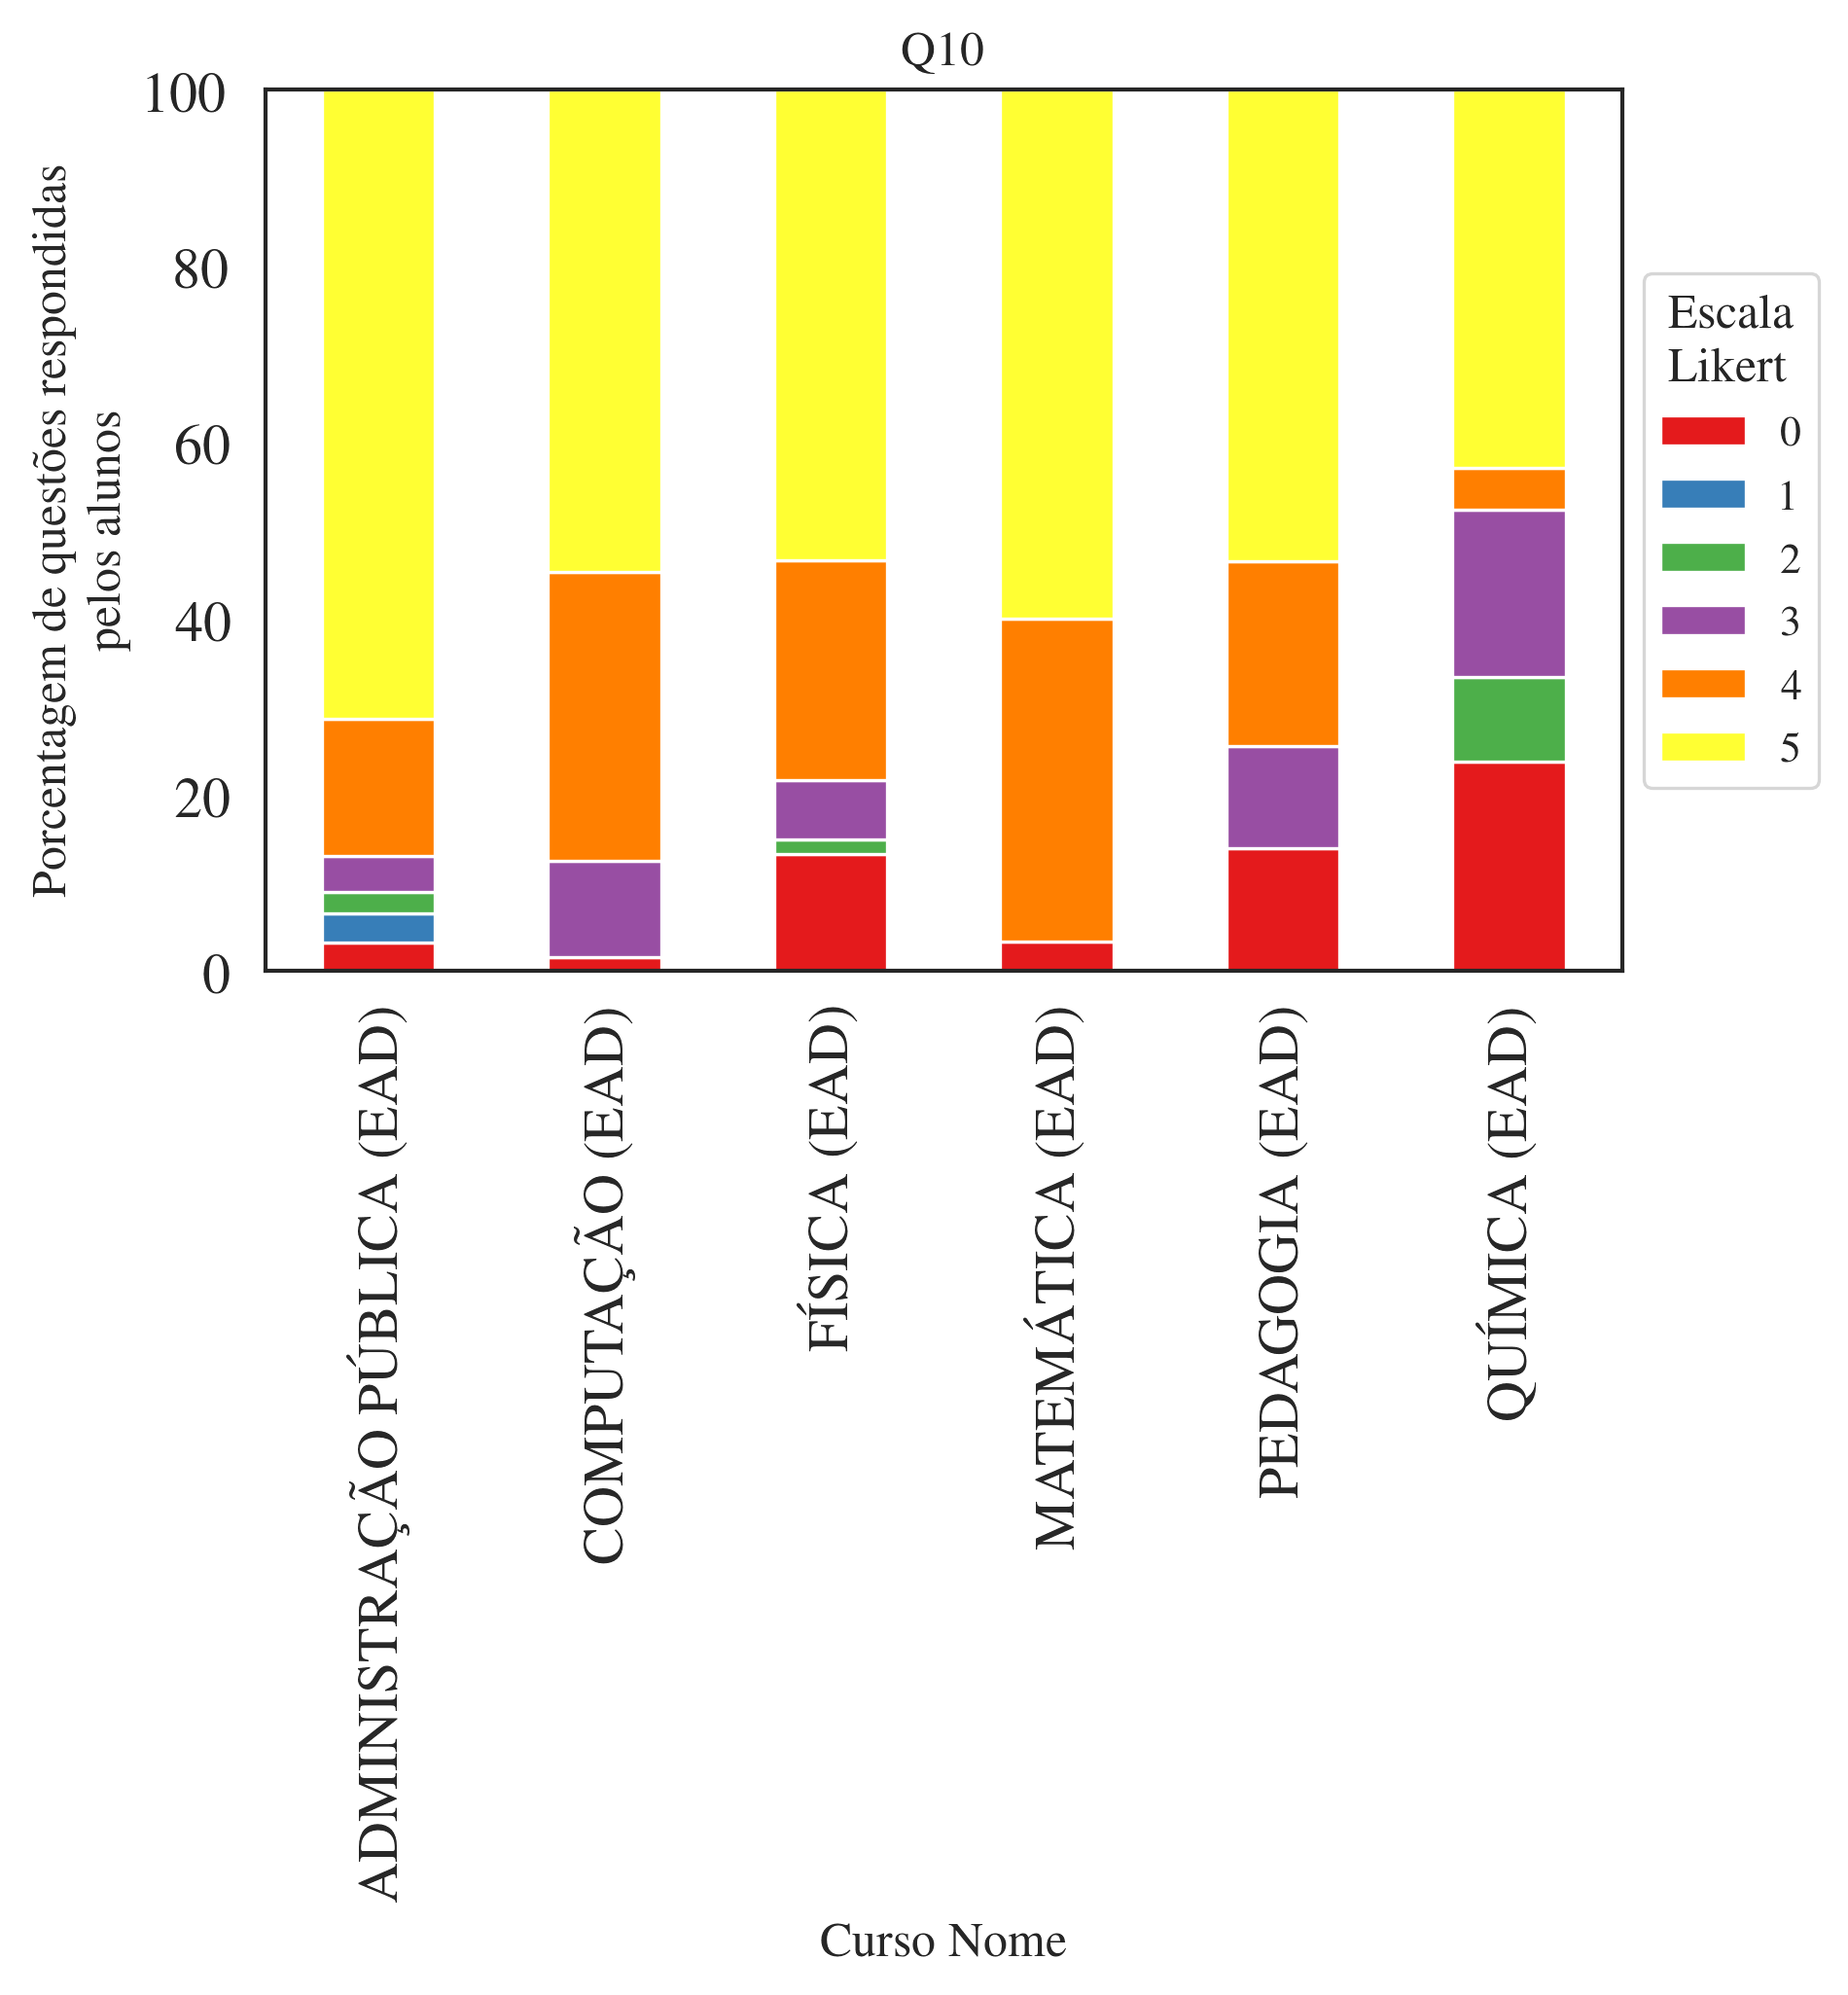 Q10
Porcentagem de questões respondidas
pelos alunos
100
80
60
40
20
0
Escala
Likert
0
1
2
3
4
5
ADMINISTRAÇÃO PÚBLICA (EAD)
COMPUTAÇÃO (EAD)
FÍSICA (EAD)
MATEMÁTICA (EAD)
PEDAGOGIA (EAD)
QUÍMICA (EAD)
Curso Nome